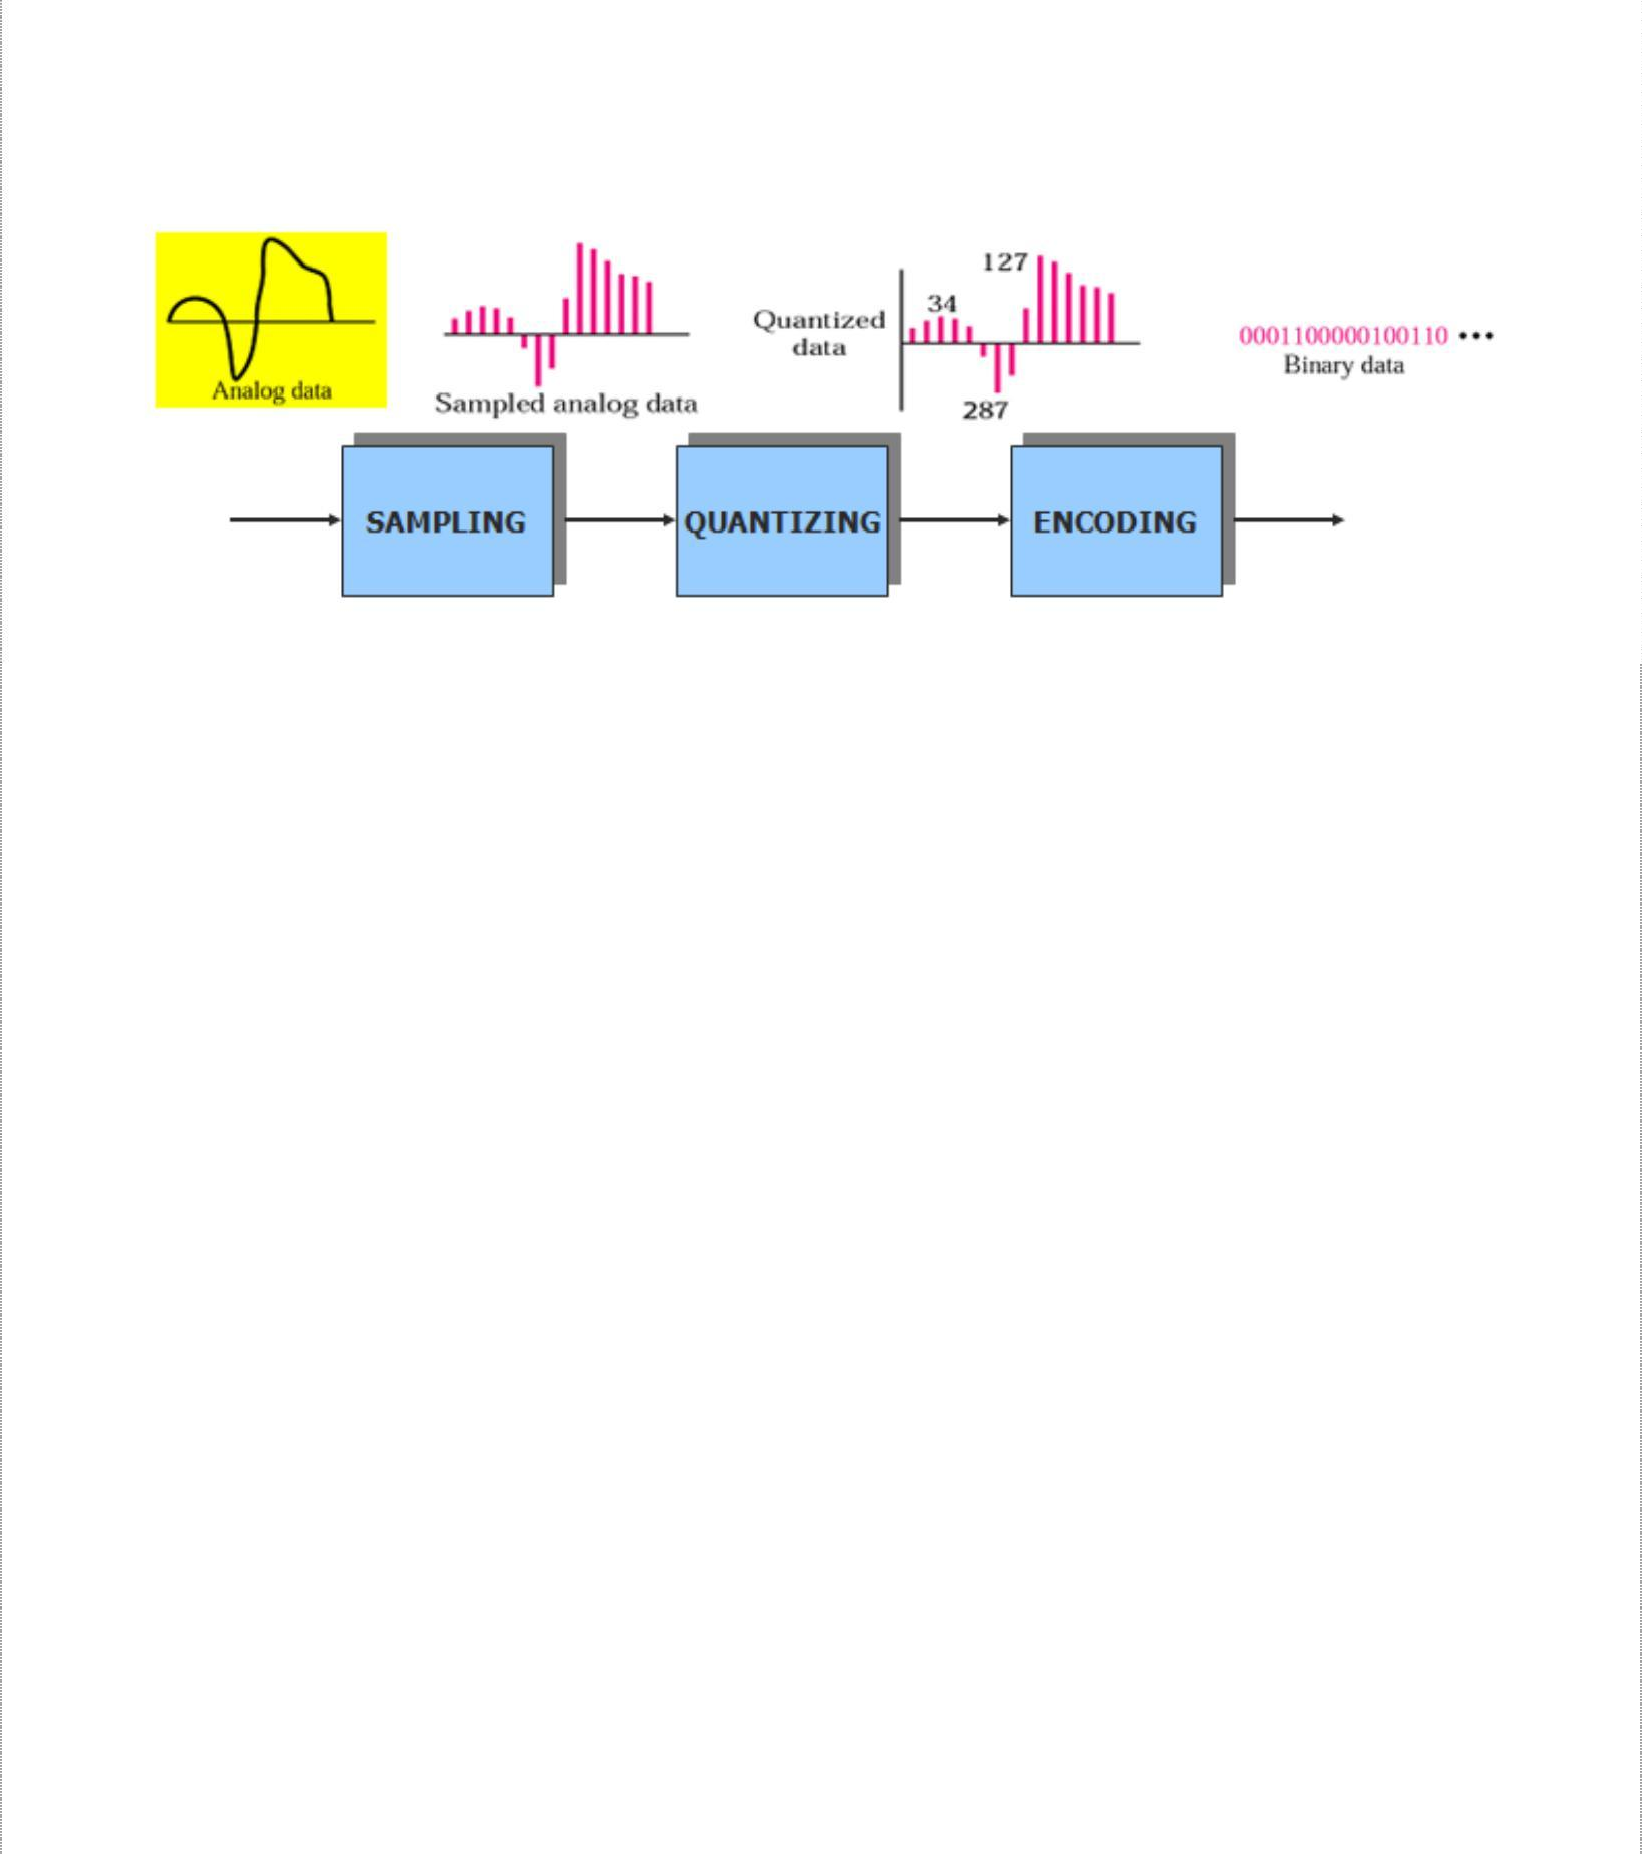 127
34
Quantized
data
0001100000100110 •••
Binary data
Analog data
Sampled analog data
287
SAMPLING
QUANTIZING
ENCODING